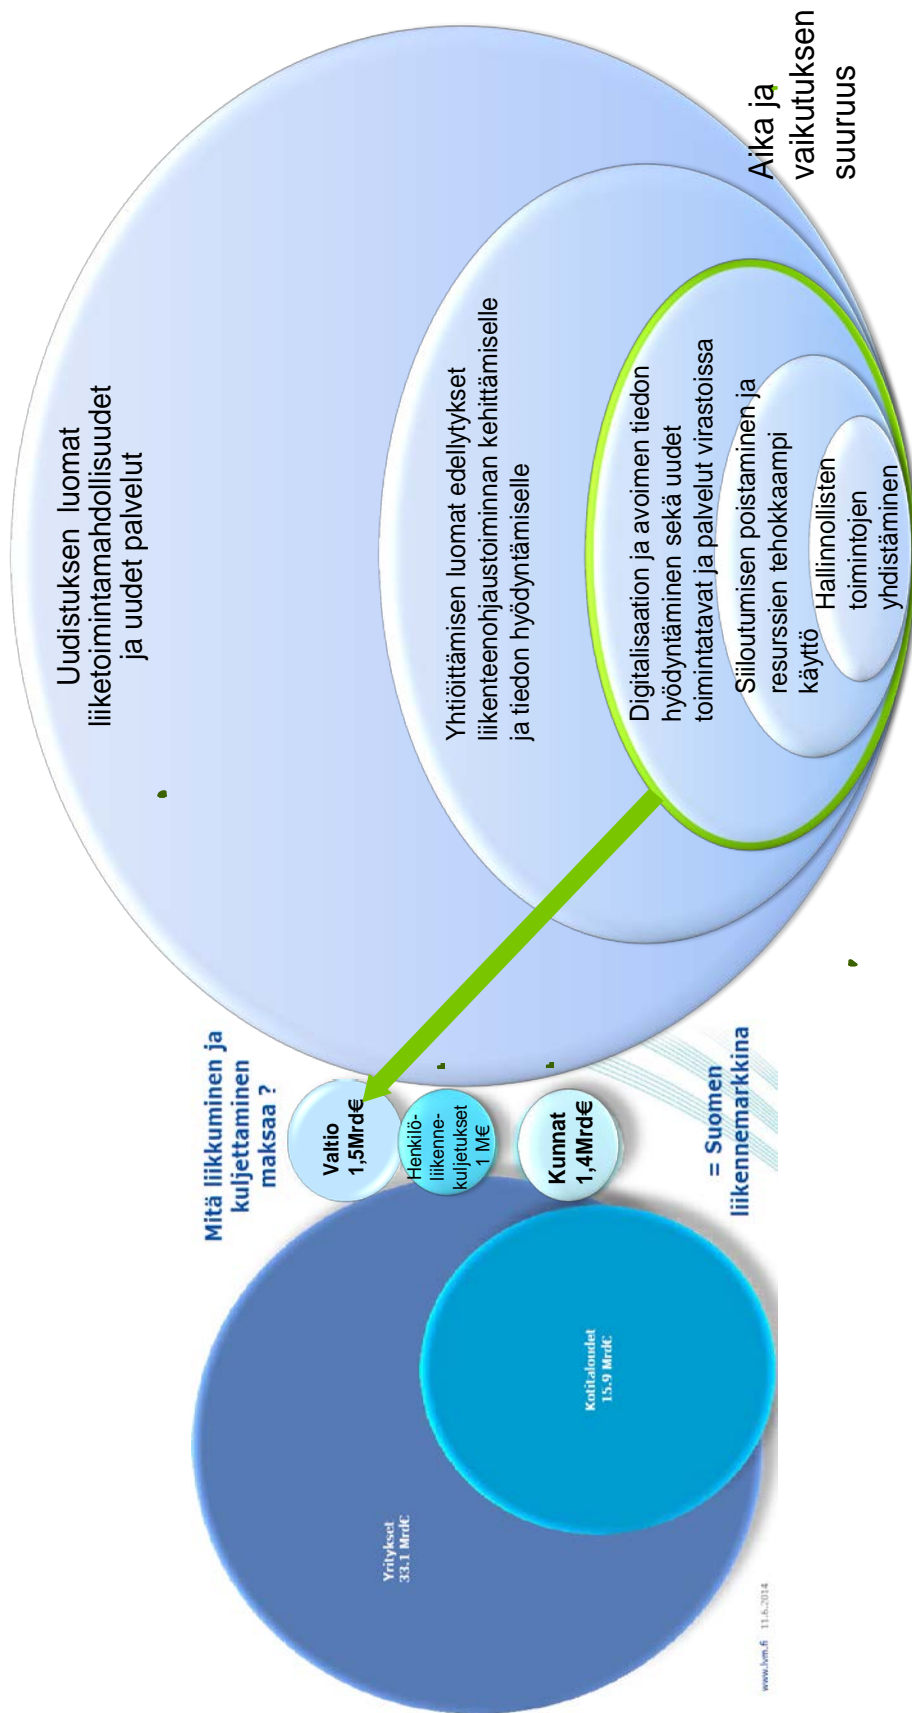 Mitä liikkuminen ja
kuljettaminen
maksaa ?
Valtio
1,5Mrd€
Henkilö-
liikenne-
kuljetukset
1 M€
Kunnat
1,4Mrd€
= Suomen
liikennemarkkina
Yritykset
33.1 Mrd€
Kotitaloudet
15.9 Mrd€
www.lvm.fi 11.6.2014
Uudistuksen luomat
liiketoimintamahdollisuudet
ja uudet palvelut
Yhtiöittämisen luomat edellytykset
liikenteenohjaustoiminnan kehittämiselle
ja tiedon hyödyntämiselle
Digitalisaation ja avoimen tiedon
hyödyntäminen sekä uudet
toimintatavat ja palvelut virastoissa
Siiloutumisen poistaminen ja
resurssien tehokkaampi
käyttö
Hallinnollisten
toimintojen
yhdistäminen
Aika ja
vaikutuksen
suuruus